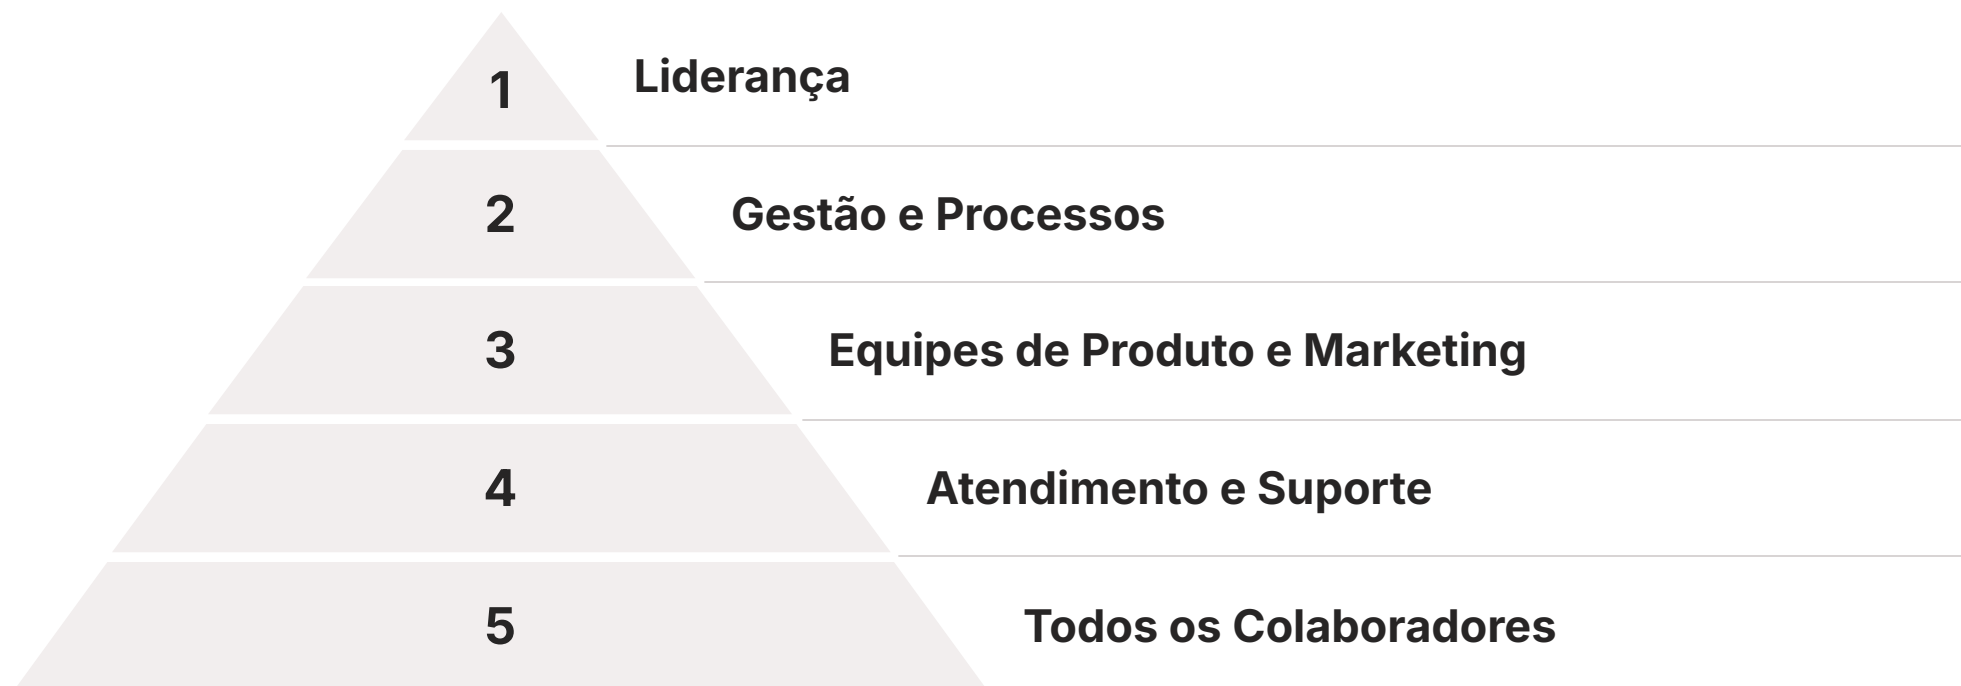 1
Liderança
2
Gestão e Processos
3
Equipes de Produto e Marketing
4
Atendimento e Suporte
5
Todos os Colaboradores